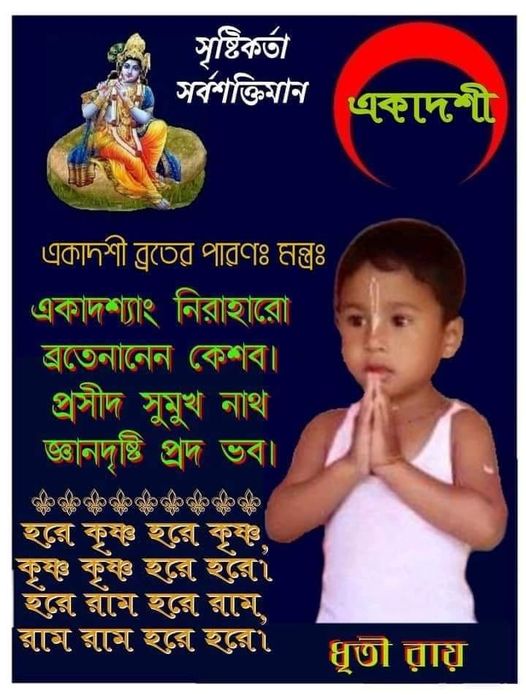 সৃষ্টিকর্তা
সর্বশক্তিমান
একাদশী
একাদশী ব্রতের পারণঃ মন্ত্রঃ
একাদশ্যাং নিরাহারো
ব্রতেনানেন কেশব।
প্রসীদ সুমুখ নাথ
জ্ঞানদৃষ্টি প্রদ ভব।
হরে কৃষ্ণ হরে কৃষ্ণ,
কৃষ্ণ কৃষ্ণ হরে হরে।
হরে রাম হরে রাম,
রাম রাম হরে হরে।
ধৃতী রায়